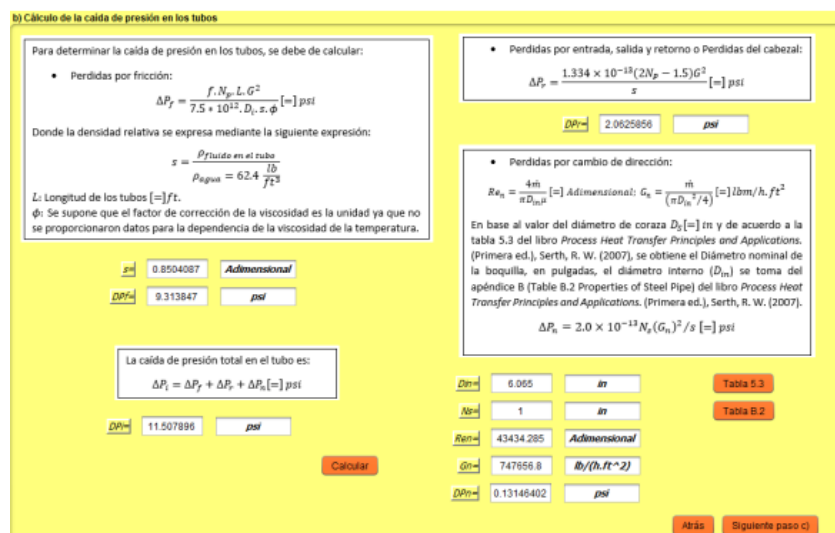 b) Cálculo de la caída de presión en los tubos
Para determinar la caída de presión en los tubos, se debe de calcular:
• Perdidas por fricción:
ΔP_f = f.N_p.L.G² / 7.5 * 10¹².D_i.s.ϕ [=] psi
Donde la densidad relativa se expresa mediante la siguiente expresión:
s = ρ_fluido en el tubo / ρ_agua = 62.4 lb/ft³
L: Longitud de los tubos [=]ft.
ϕ: Se supone que el factor de corrección de la viscosidad es la unidad ya que no
se proporcionaron datos para la dependencia de la viscosidad de la temperatura.
s= 0.8504087 Adimensional
DPf= 9.313847 psi
La caída de presión total en el tubo es:
ΔP_i = ΔP_f + ΔP_r + ΔP_n[=] psi
DPi= 11.507896 psi
Calcular
• Perdidas por entrada, salida y retorno o Perdidas del cabezal:
ΔP_r = 1.334 × 10⁻¹³(2N_P − 1.5)G² / s [=] psi
DPr= 2.0625856 psi
• Perdidas por cambio de dirección:
Re_n = 4ṁ / πD_inμ [=] Adimensional; G_n = ṁ / (πD_in²/4) [=] lbm/h.ft²
En base al valor del diámetro de coraza D_S[=] in y de acuerdo a la
tabla 5.3 del libro Process Heat Transfer Principles and Applications.
(Primera ed.), Serth, R. W. (2007), se obtiene el Diámetro nominal de
la boquilla, en pulgadas, el diámetro interno (D_in) se toma del
apéndice B (Table B.2 Properties of Steel Pipe) del libro Process Heat
Transfer Principles and Applications. (Primera ed.), Serth, R. W. (2007).
ΔP_n = 2.0 × 10⁻¹³N_s(G_n)²/s [=] psi
Din= 6.065 in Tabla 5.3
Ns= 1 in Tabla B.2
Ren= 43434.285 Adimensional
Gn= 747656.8 lb/(h.ft^2)
DPn= 0.13146402 psi
Atrás Siguiente paso c)